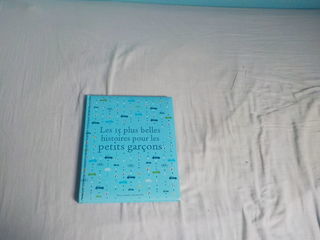 Les 15 plus belles
histoires pour les
petits garçons